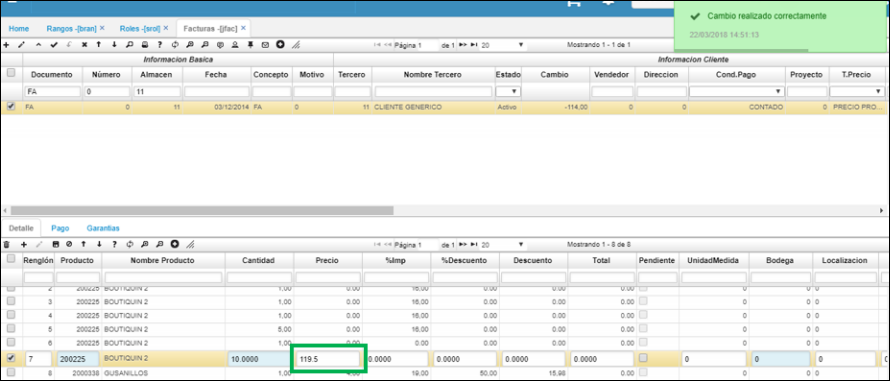 Cambio realizado correctamente
22/03/2018 14:51:13
Home Rangos -[bran] × Roles -[srol] × Facturas -[jfac] ×
Página 1 de 1 20 Mostrando 1 - 1 de 1
Informacion Basica Informacion Cliente
Documento Número Almacen Fecha Concepto Motivo Tercero Nombre Tercero Estado Cambio Vendedor Direccion Cond.Pago Proyecto T.Precio
FA 0 11
FA 0 11 03/12/2014 FA 0 11 CLIENTE GENERICO Activo -114,00 0 0 CONTADO 0 PRECIO PRO...
Detalle Pago Garantias
Página 1 de 1 20 Mostrando 1 - 8 de 8
Renglón Producto Nombre Producto Cantidad Precio %Imp %Descuento Descuento Total Pendiente UnidadMedida Bodega Localizacion
2 200225 BOUTIQUIN 2 1,00 0.00 16,00 0.00 0.00 0.00 0 0 0
3 200225 BOUTIQUIN 2 1,00 0.00 16,00 0.00 0.00 0.00 0 0 0
4 200225 BOUTIQUIN 2 1,00 0.00 16,00 0.00 0.00 0.00 0 0 0
5 200225 BOUTIQUIN 2 5,00 0.00 16,00 0.00 0.00 0.00 0 0 0
6 200225 BOUTIQUIN 2 1,00 0.00 0.00 0.00 0.00 0.00 0 0 0
7 200225 BOUTIQUIN 2 10.0000 119.5 0.0000 0.0000 0.0000 0.0000 0 0 0
8 2000338 GUSANILLOS 1,00 4,00 19,00 50,00 15,98 0.00 0 0 0